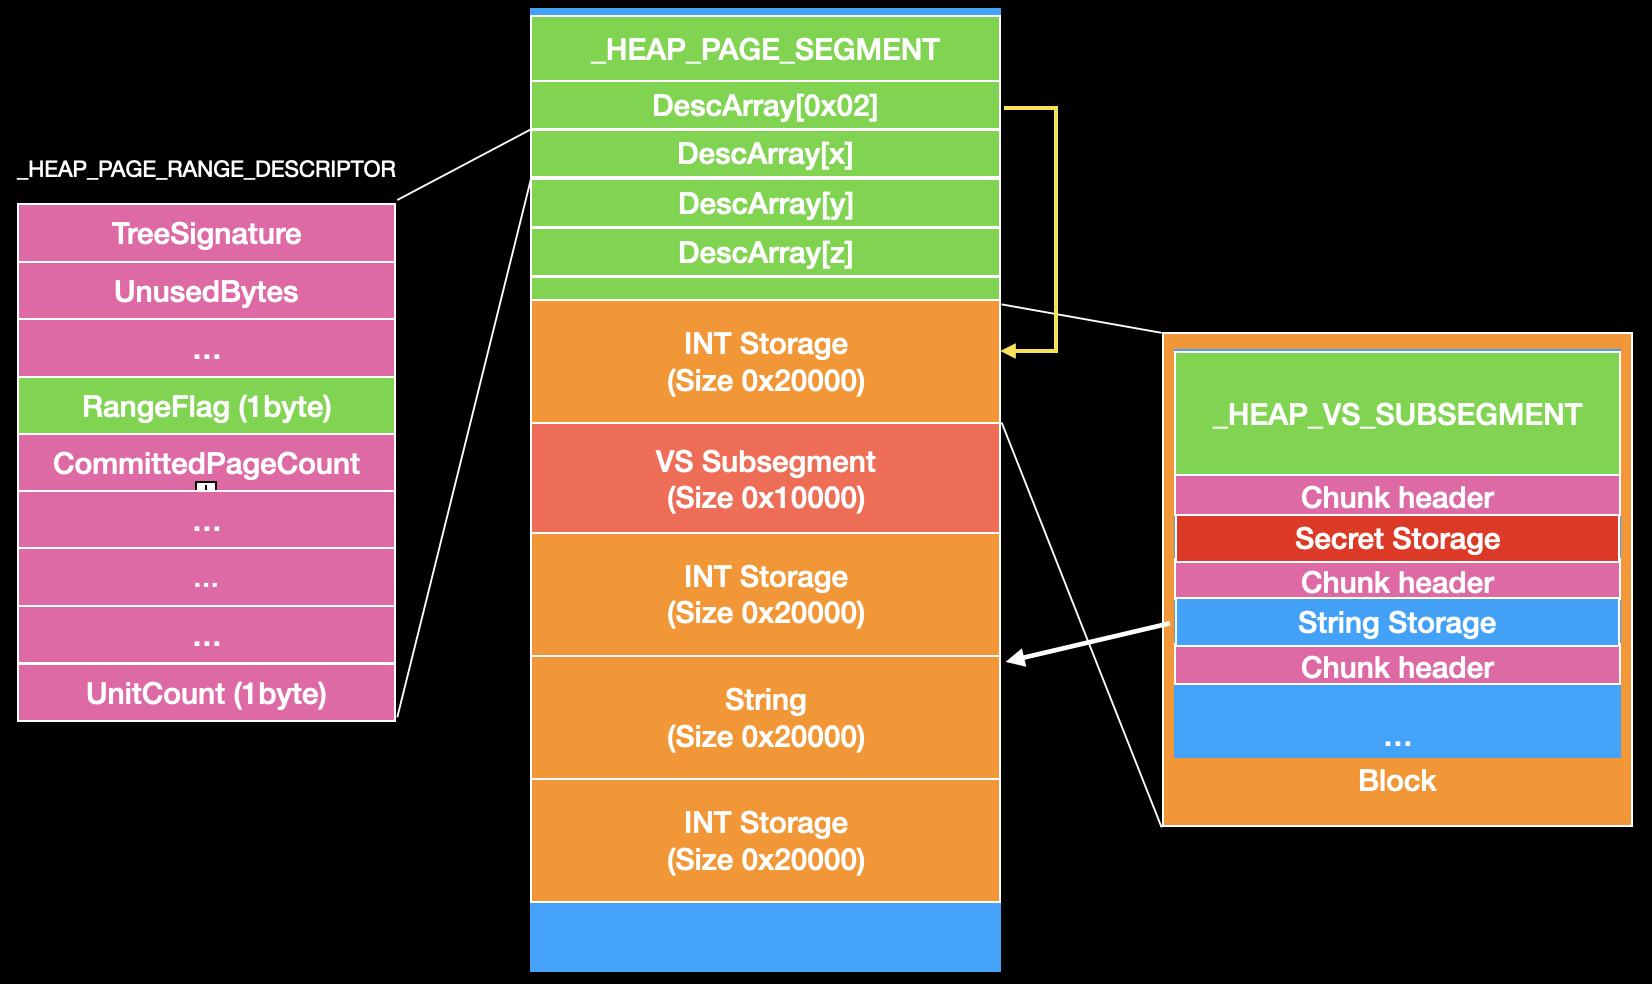 _HEAP_PAGE_RANGE_DESCRIPTOR
TreeSignature
UnusedBytes
...
RangeFlag (1byte)
CommittedPageCount
...
...
...
UnitCount (1byte)
_HEAP_PAGE_SEGMENT
DescArray[0x02]
DescArray[x]
DescArray[y]
DescArray[z]
INT Storage
(Size 0x20000)
VS Subsegment
(Size 0x10000)
INT Storage
(Size 0x20000)
String
(Size 0x20000)
INT Storage
(Size 0x20000)
_HEAP_VS_SUBSEGMENT
Chunk header
Secret Storage
Chunk header
String Storage
Chunk header
...
Block